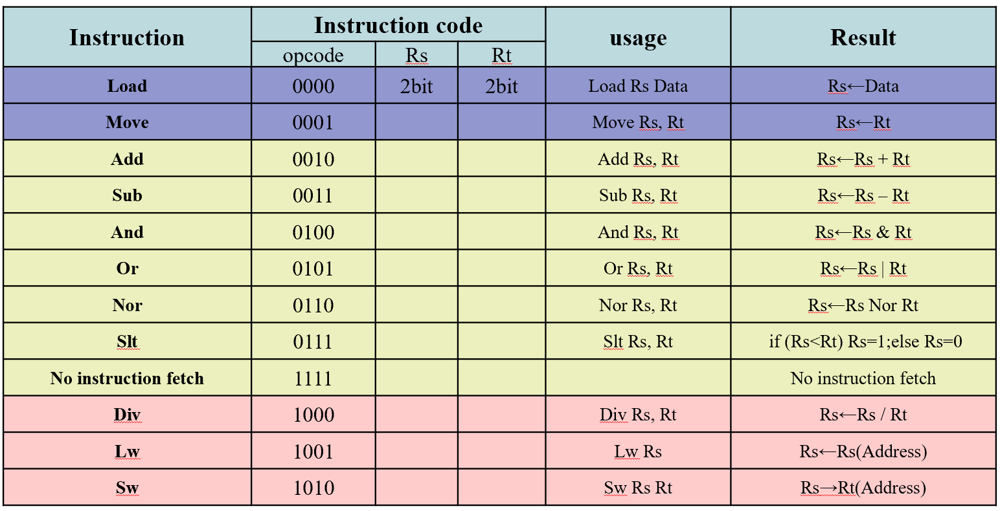 Instruction Instruction code usage Result
opcode Rs Rt
Load 0000 2bit 2bit Load Rs Data Rs←Data
Move 0001 Move Rs, Rt Rs←Rt
Add 0010 Add Rs, Rt Rs←Rs + Rt
Sub 0011 Sub Rs, Rt Rs←Rs – Rt
And 0100 And Rs, Rt Rs←Rs & Rt
Or 0101 Or Rs, Rt Rs←Rs | Rt
Nor 0110 Nor Rs, Rt Rs←Rs Nor Rt
Slt 0111 Slt Rs, Rt if (Rs<Rt) Rs=1;else Rs=0
No instruction fetch 1111 No instruction fetch
Div 1000 Div Rs, Rt Rs←Rs / Rt
Lw 1001 Lw Rs Rs←Rs(Address)
Sw 1010 Sw Rs Rt Rs→Rt(Address)